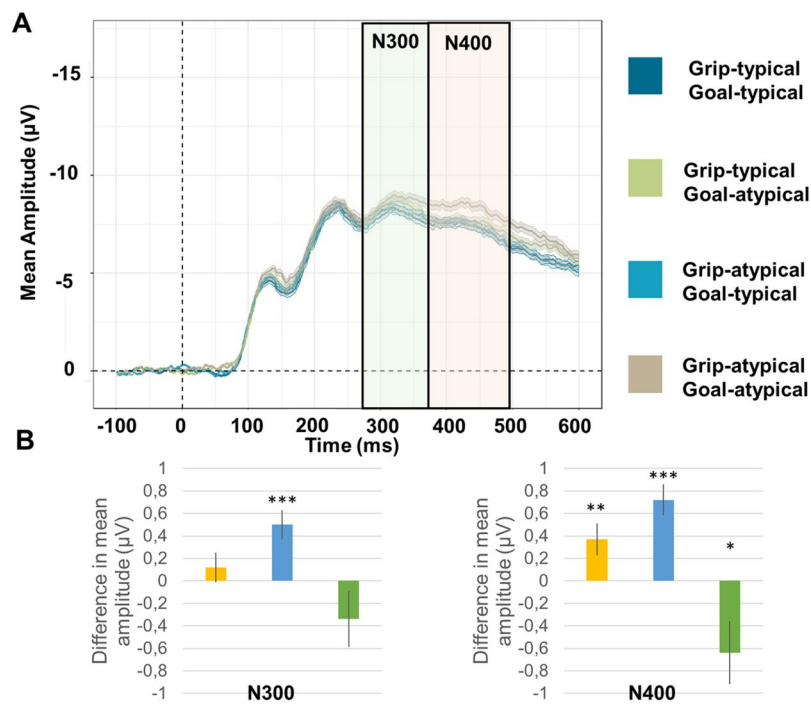 A
Mean Amplitude (µV)
-15
-10
-5
0
N300
N400
-100
0
100
200
300
400
500
600
Time (ms)
Grip-typical
Goal-typical
Grip-typical
Goal-atypical
Grip-atypical
Goal-typical
Grip-atypical
Goal-atypical
B
Difference in mean
amplitude (µV)
1
0,8
0,6
0,4
0,2
0
-0,2
-0,4
-0,6
-0,8
-1
***
N300
Difference in mean
amplitude (µV)
1
0,8
0,6
0,4
0,2
0
-0,2
-0,4
-0,6
-0,8
-1
**
***
*
N400